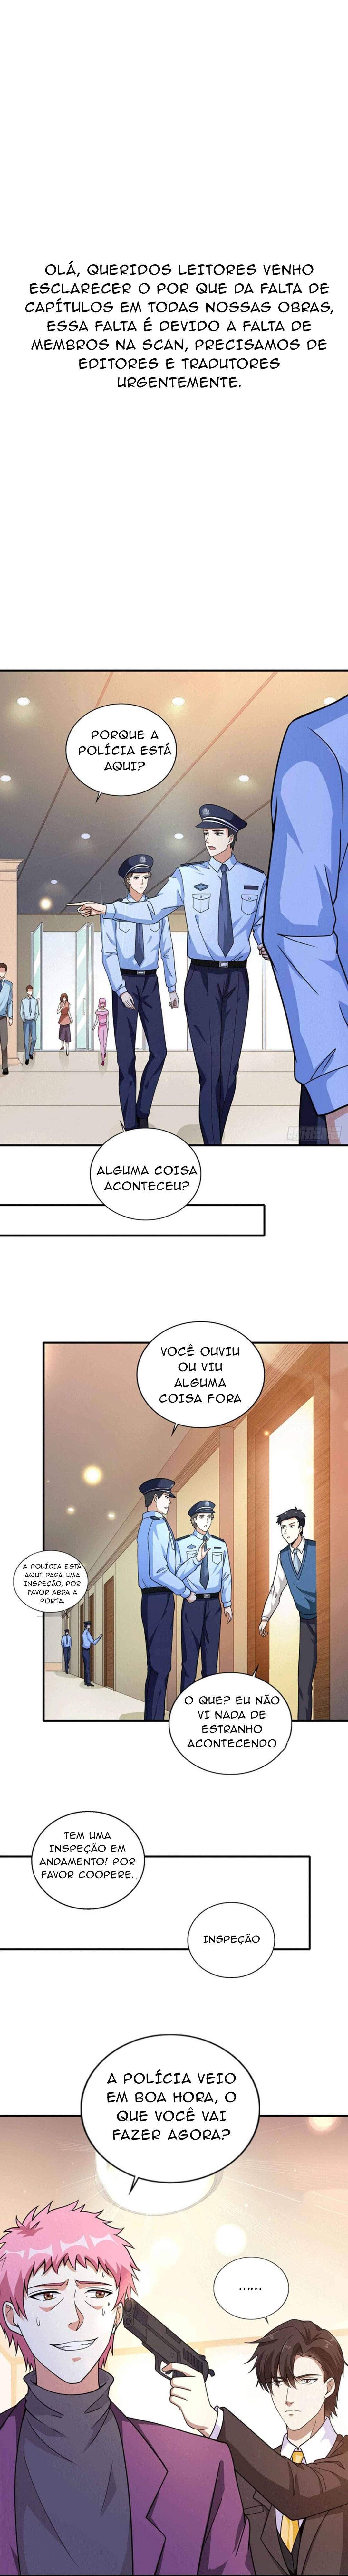 OLÁ, QUERIDOS LEITORES VENHO
ESCLARECER O POR QUE DA FALTA DE
CAPÍTULOS EM TODAS NOSSAS OBRAS,
ESSA FALTA É DEVIDO A FALTA DE
MEMBROS NA SCAN, PRECISAMOS DE
EDITORES E TRADUTORES
URGENTEMENTE.
PORQUE A
POLÍCIA ESTÁ
AQUI?
ALGUMA COISA
ACONTECEU?
VOCÊ OUVIU
OU VIU
ALGUMA
COISA FORA
A POLÍCIA ESTÁ
AQUI PARA UMA
INSPEÇÃO, POR
FAVOR ABRA A
PORTA.
O QUE? EU NÃO
VI NADA DE
ESTRANHO
ACONTECENDO
TEM UMA
INSPEÇÃO EM
ANDAMENTO! POR
FAVOR COOPERE.
INSPEÇÃO
A POLÍCIA VEIO
EM BOA HORA, O
QUE VOCÊ VAI
FAZER AGORA?
......